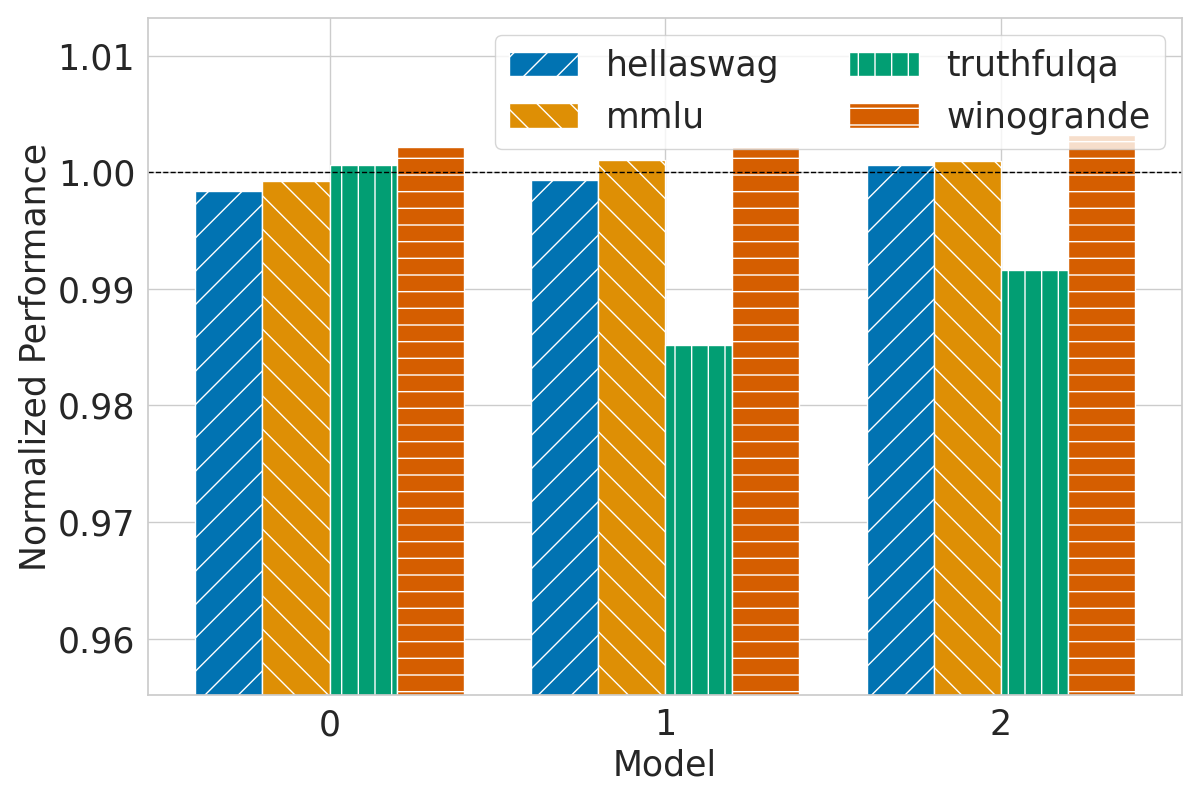 1.01
1.00
0.99
0.98
0.97
0.96
Normalized Performance
hellaswag
mmlu
truthfulqa
winogrande
0 1 2
Model